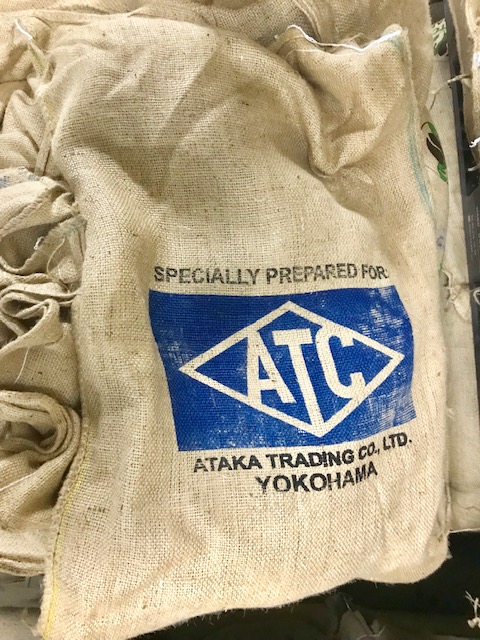 SPECIALLY PREPARED FOR:
ATC
ATAKA TRADING CO., LTD.
YOKOHAMA